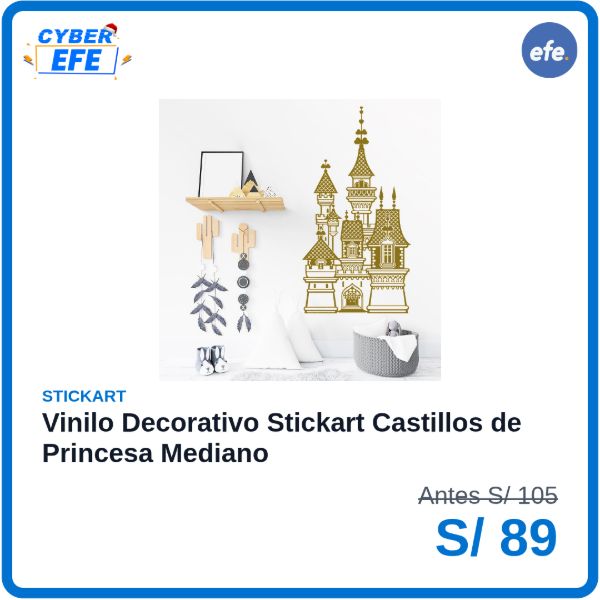 CYBER
EFE
efe.
STICKART
Vinilo Decorativo Stickart Castillos de
Princesa Mediano
Antes S/ 105
S/ 89